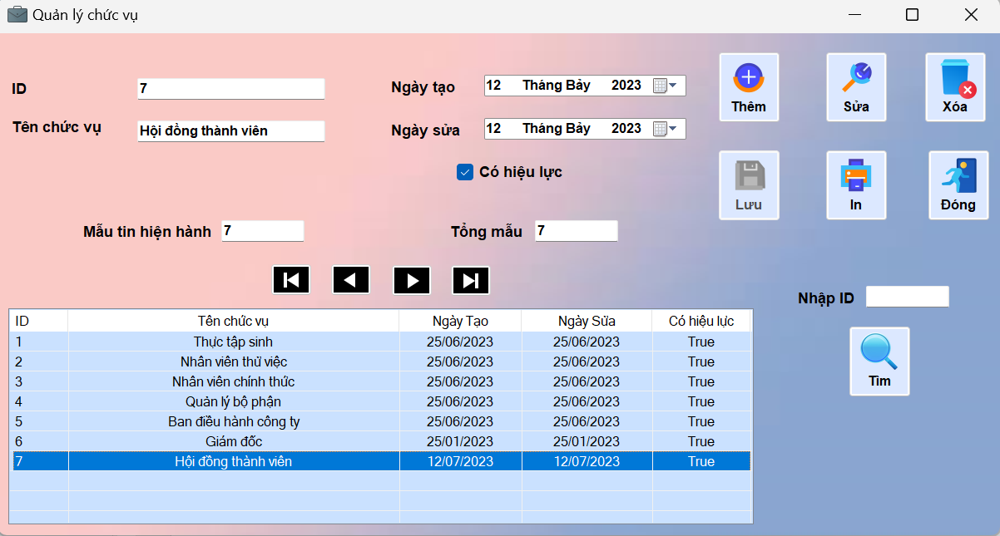 Quản lý chức vụ
ID 7 Ngày tạo 12 Tháng Bảy 2023
Thêm Sửa Xóa
Tên chức vụ Hội đồng thành viên Ngày sửa 12 Tháng Bảy 2023
Có hiệu lực
Lưu In Đóng
Mẫu tin hiện hành 7 Tổng mẫu 7
Nhập ID
Tìm
ID Tên chức vụ Ngày Tạo Ngày Sửa Có hiệu lực
1 Thực tập sinh 25/06/2023 25/06/2023 True
2 Nhân viên thử việc 25/06/2023 25/06/2023 True
3 Nhân viên chính thức 25/06/2023 25/06/2023 True
4 Quản lý bộ phận 25/06/2023 25/06/2023 True
5 Ban điều hành công ty 25/06/2023 25/06/2023 True
6 Giám đốc 25/01/2023 25/01/2023 True
7 Hội đồng thành viên 12/07/2023 12/07/2023 True